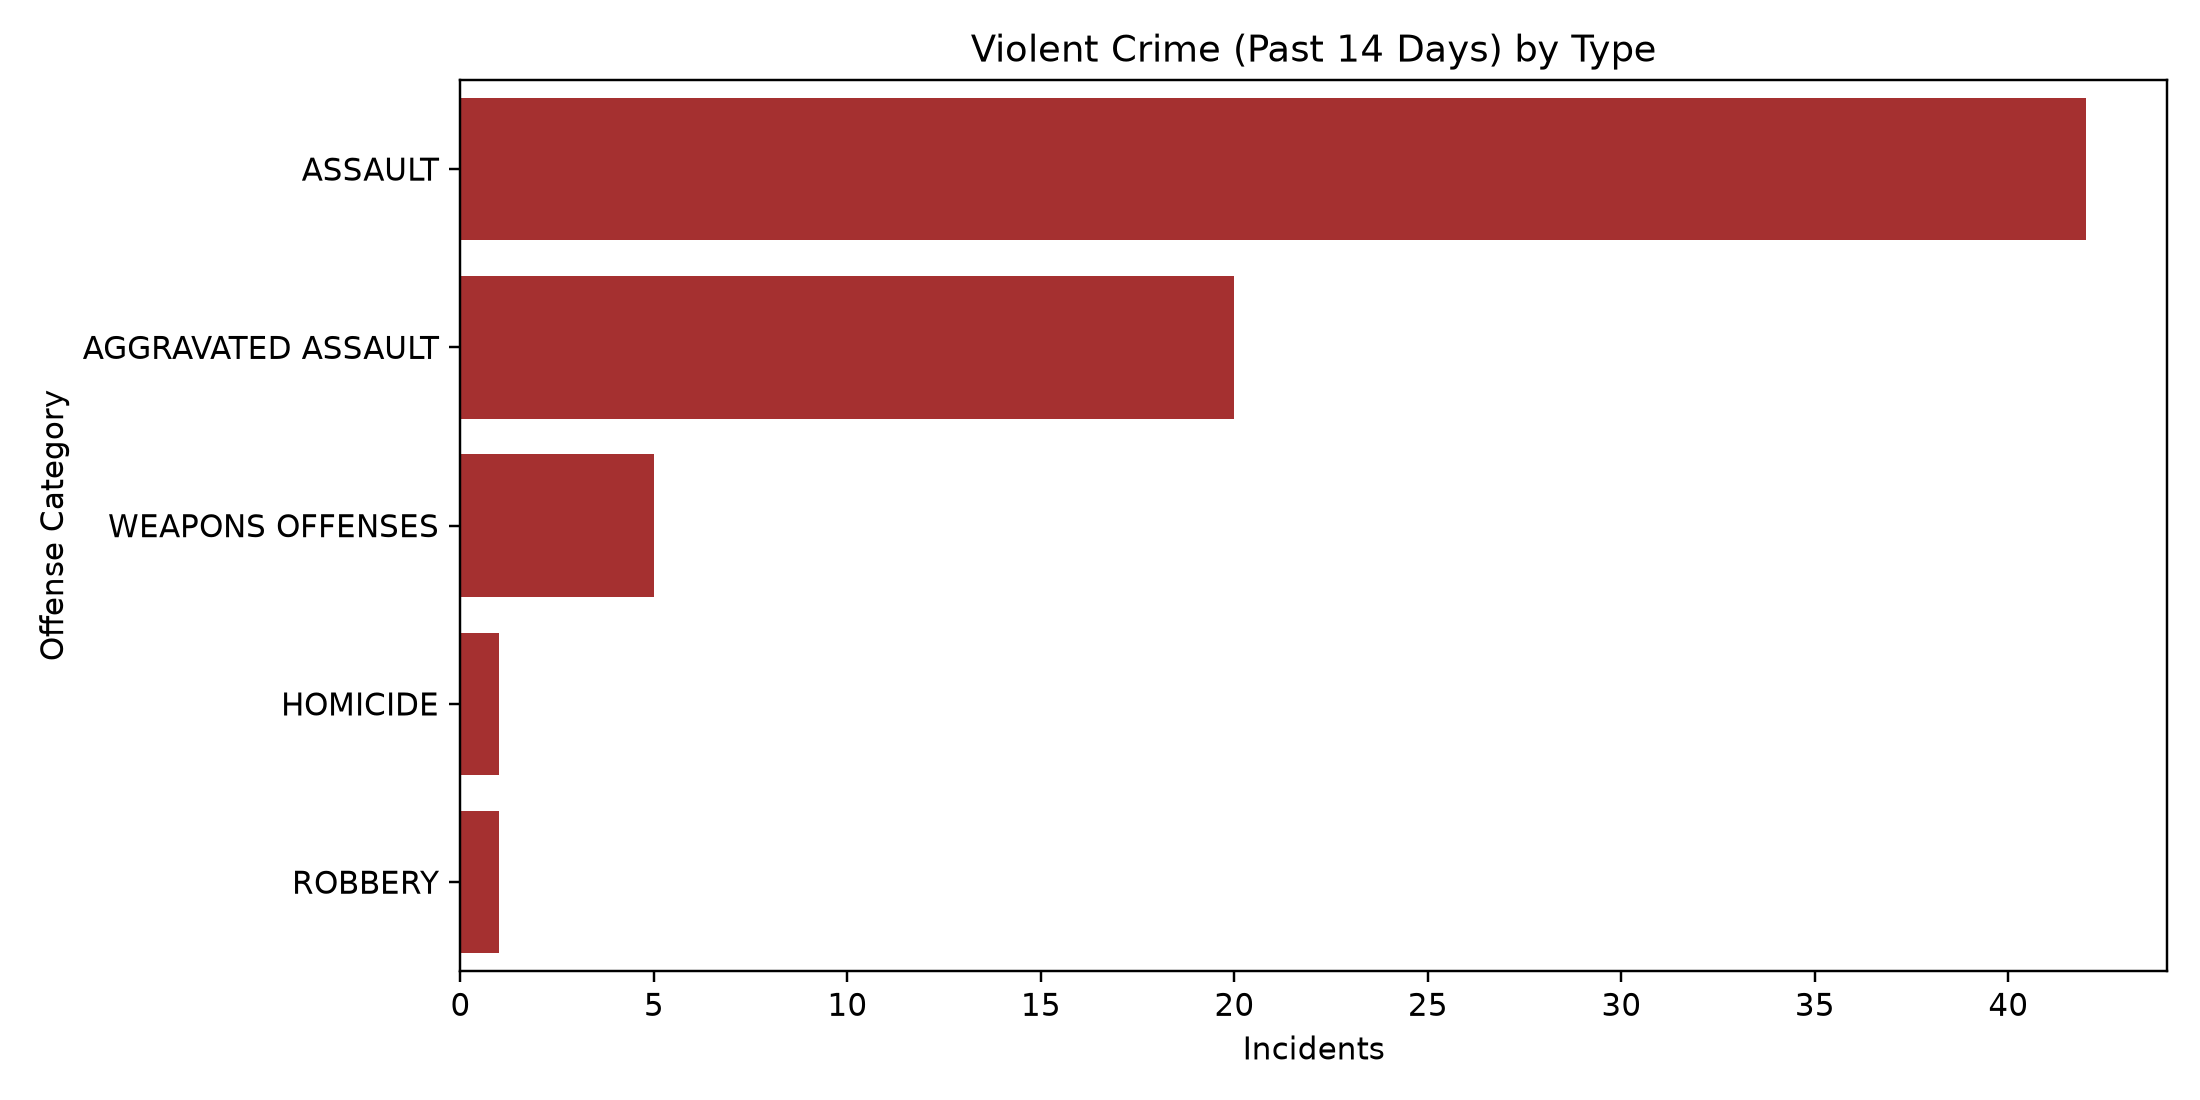 Violent Crime (Past 14 Days) by Type
Offense Category
ASSAULT
AGGRAVATED ASSAULT
WEAPONS OFFENSES
HOMICIDE
ROBBERY
0 5 10 15 20 25 30 35 40
Incidents